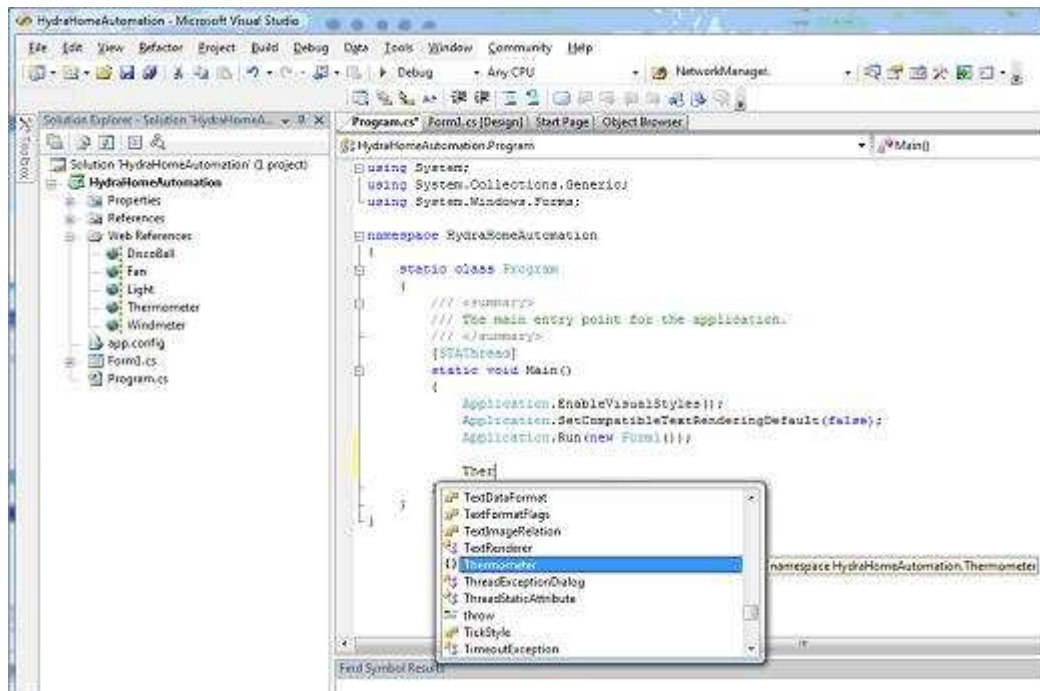 HydraHomeAutomation - Microsoft Visual Studio
File Edit View Refactor Project Build Debug Data Tools Window Community Help
Debug Any CPU NetworkManager.
Solution Explorer - Solution 'HydraHomeA...
Toolbox
Solution 'HydraHomeAutomation' (1 project)
HydraHomeAutomation
Properties
References
Web References
DiscoBall
Fan
Light
Thermometer
Windmeter
app.config
Form1.cs
Program.cs
Program.cs* Form1.cs [Design] Start Page Object Browser
HydraHomeAutomation.Program Main()
using System;
using System.Collections.Generic;
using System.Windows.Forms;
namespace HydraHomeAutomation
{
static class Program
{
/// <summary>
/// The main entry point for the application.
/// </summary>
[STAThread]
static void Main()
{
Application.EnableVisualStyles();
Application.SetCompatibleTextRenderingDefault(false);
Application.Run(new Form1());
Ther
}
}
TextDataFormat
TextFormatFlags
TextImageRelation
TextRenderer
{} Thermometer
ThreadExceptionDialog
ThreadStaticAttribute
throw
TickStyle
TimeoutException
namespace HydraHomeAutomation.Thermometer
Find Symbol Results